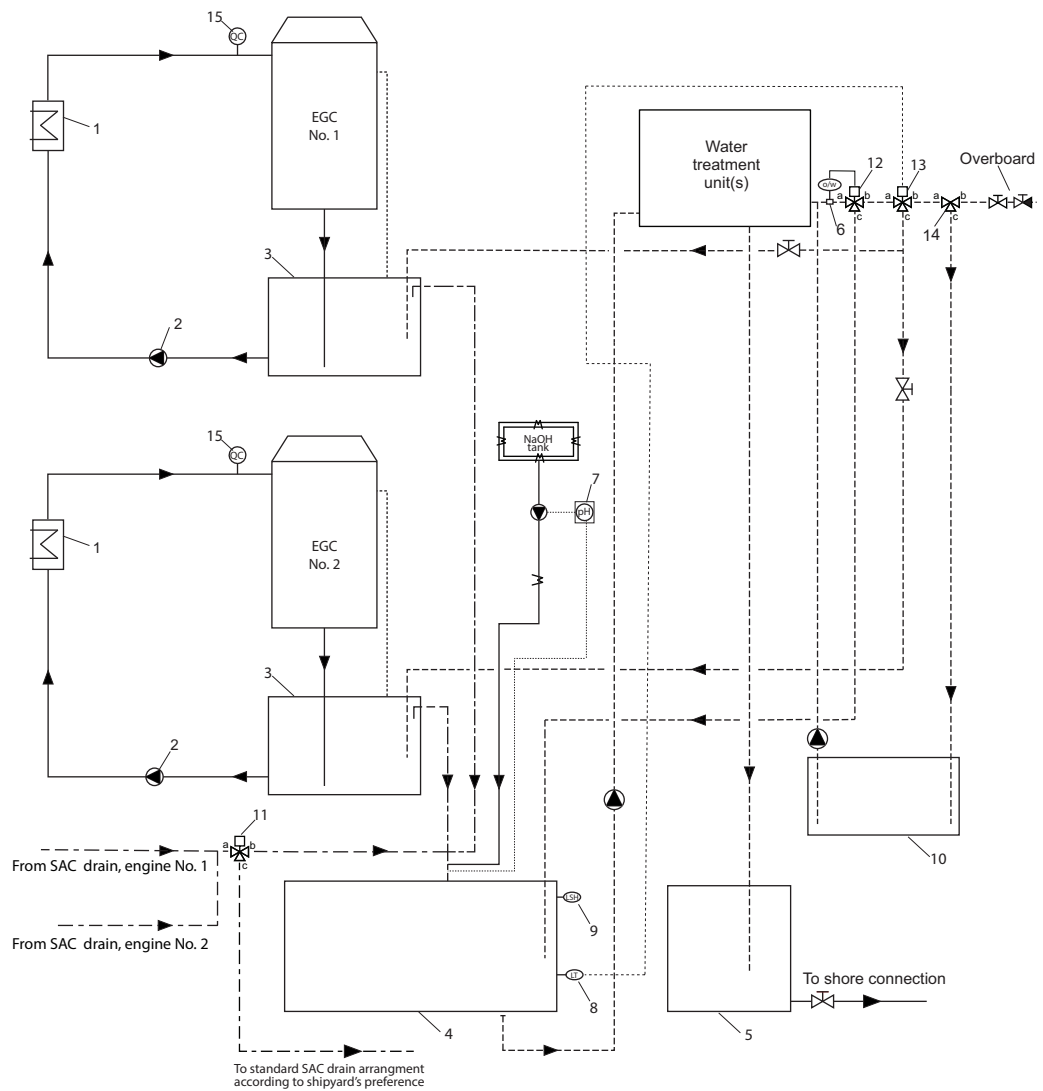 15
QC
EGC
No. 1
1
3
2
Water
treatment
unit(s)
12
13
Overboard
o/w
a
b
c
a
b
c
a
b
c
6
14
15
QC
EGC
No. 2
1
3
2
NaOH
tank
7
pH
11
a
b
c
From SAC drain, engine No. 1
From SAC drain, engine No. 2
LSH
9
LT
8
4
10
To shore connection
5
To standard SAC drain arrangment
according to shipyard's preference